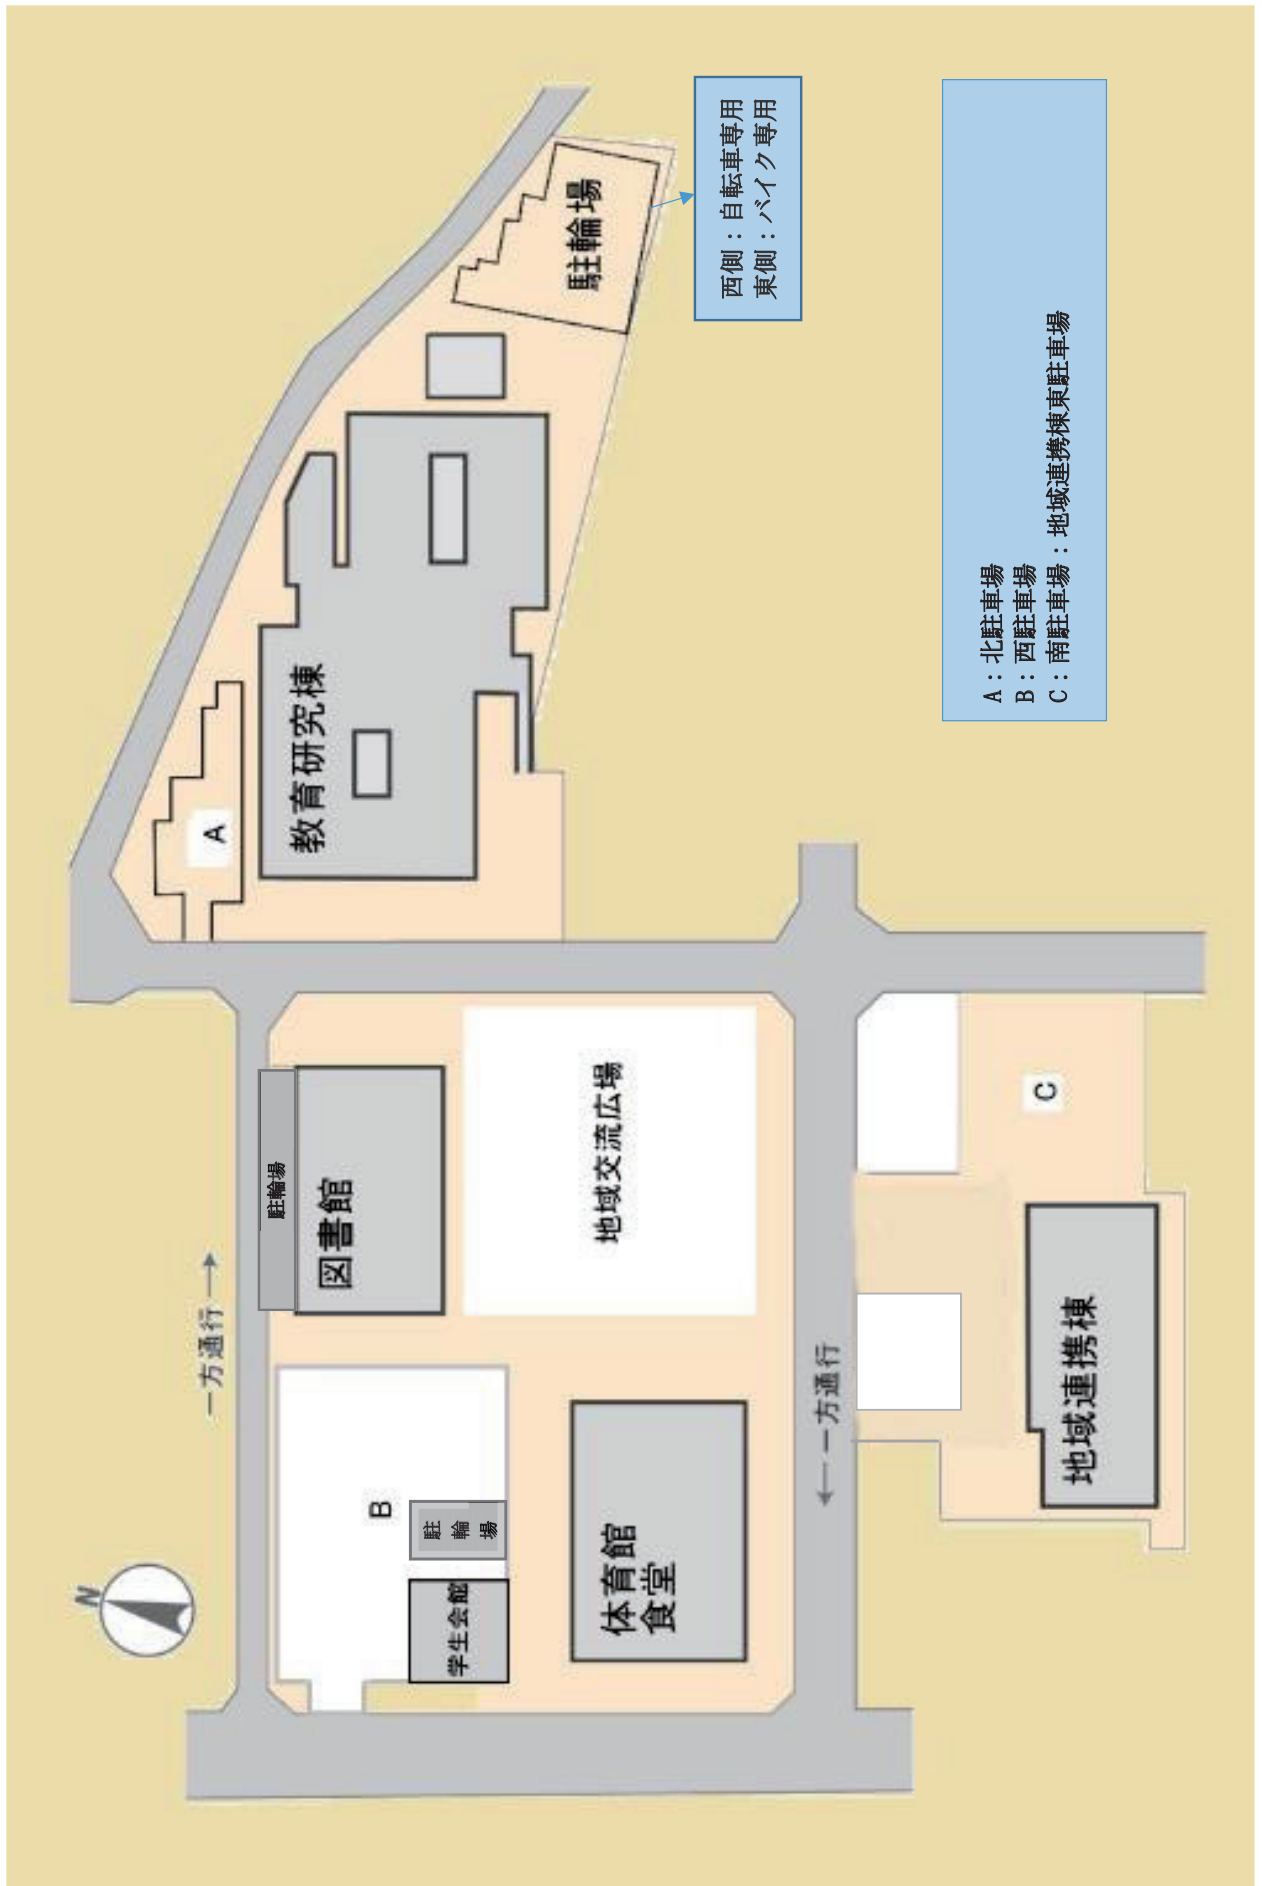 N
一方通行→
駐輪場
図書館
B
駐
輪
場
学生会館
体育館
食堂
地域交流広場
←一方通行
A
教育研究棟
駐輪場
西側：自転車専用
東側：バイク専用
C
地域連携棟
A：北駐車場
B：西駐車場
C：南駐車場：地域連携棟東駐車場